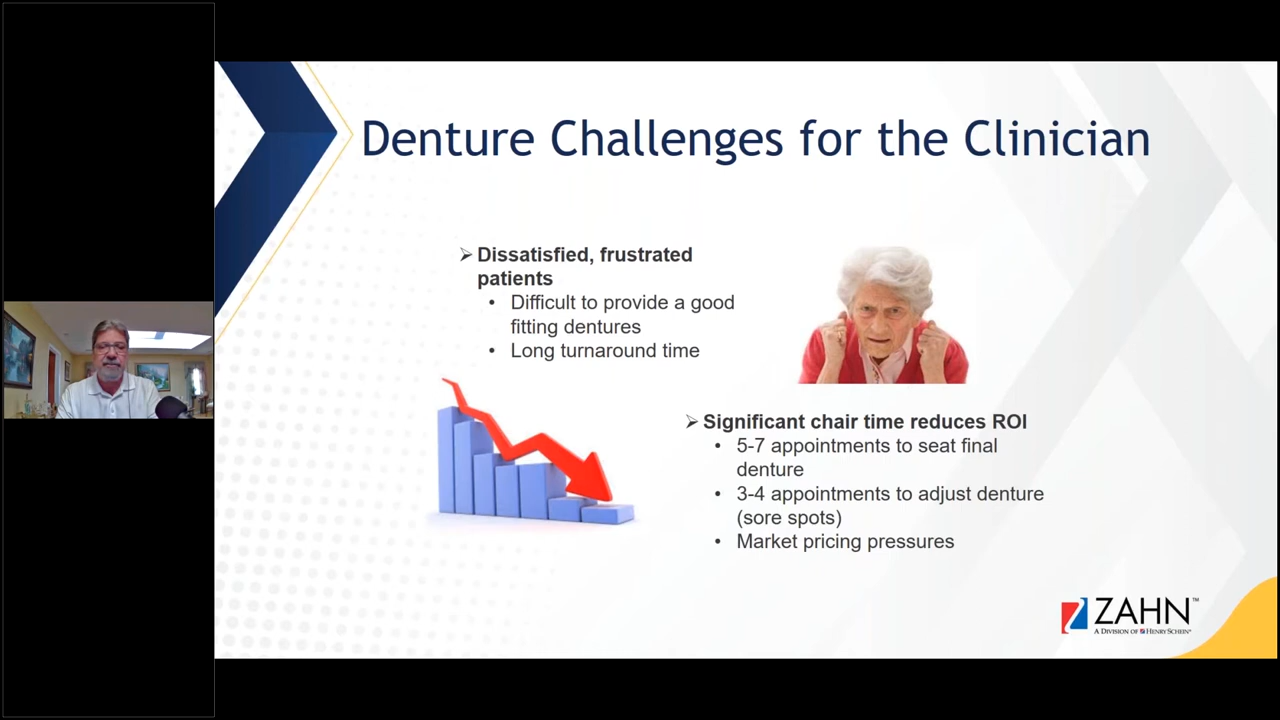 Denture Challenges for the Clinician
➢ Dissatisfied, frustrated
patients
• Difficult to provide a good
fitting dentures
• Long turnaround time
➢ Significant chair time reduces ROI
• 5-7 appointments to seat final
denture
• 3-4 appointments to adjust denture
(sore spots)
• Market pricing pressures
ZAHN™
A DIVISION OF HENRY SCHEIN®